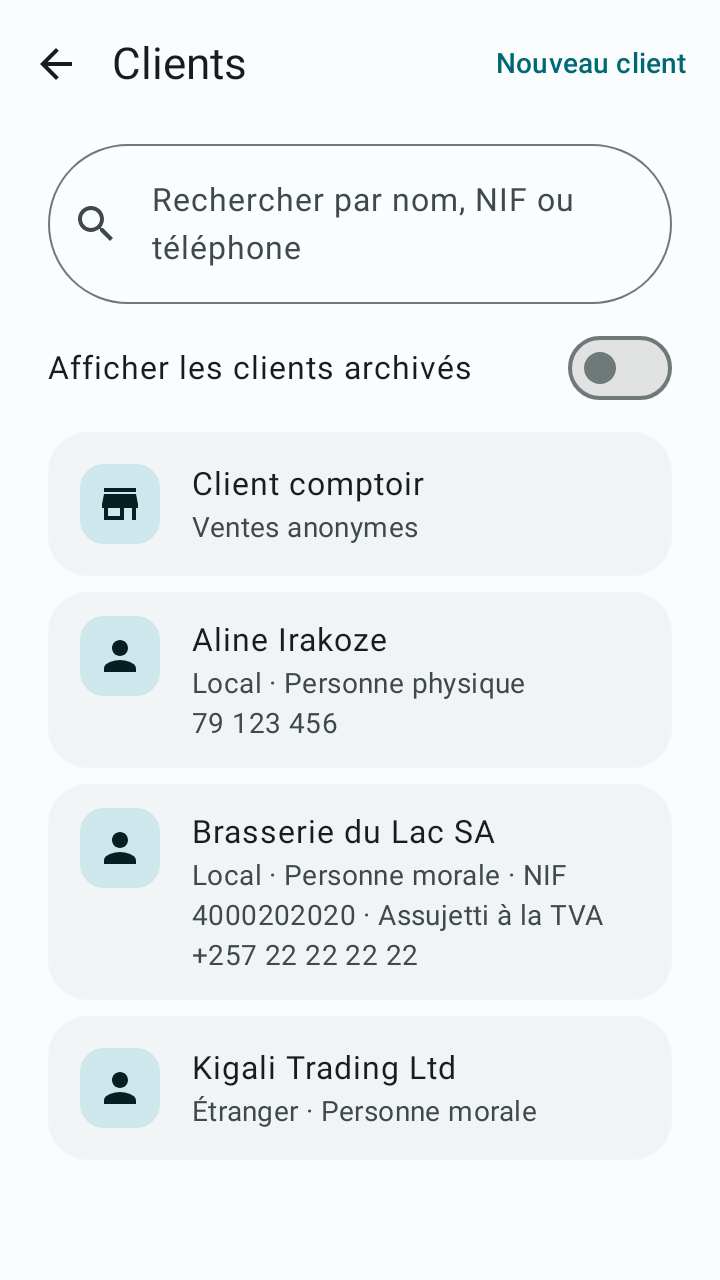 Clients
Nouveau client
Rechercher par nom, NIF ou
téléphone
Afficher les clients archivés
Client comptoir
Ventes anonymes
Aline Irakoze
Local · Personne physique
79 123 456
Brasserie du Lac SA
Local · Personne morale · NIF
4000202020 · Assujetti à la TVA
+257 22 22 22 22
Kigali Trading Ltd
Étranger · Personne morale